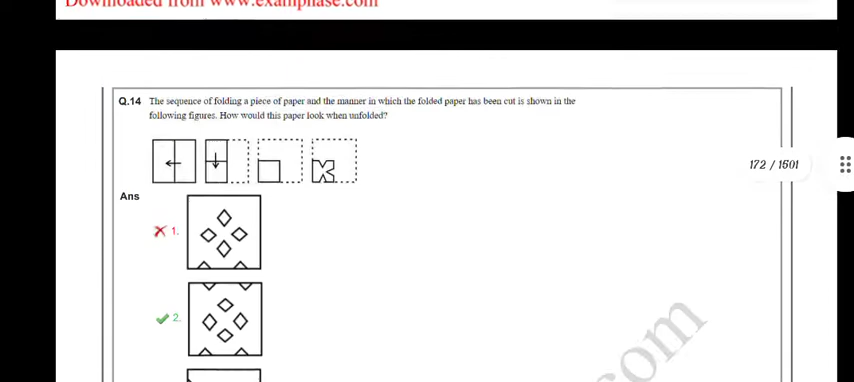 Downloaded from www.examphase.com
Q.14 The sequence of folding a piece of paper and the manner in which the folded paper has been cut is shown in the
following figures. How would this paper look when unfolded?
172 / 1501
Ans
1.
2.
com